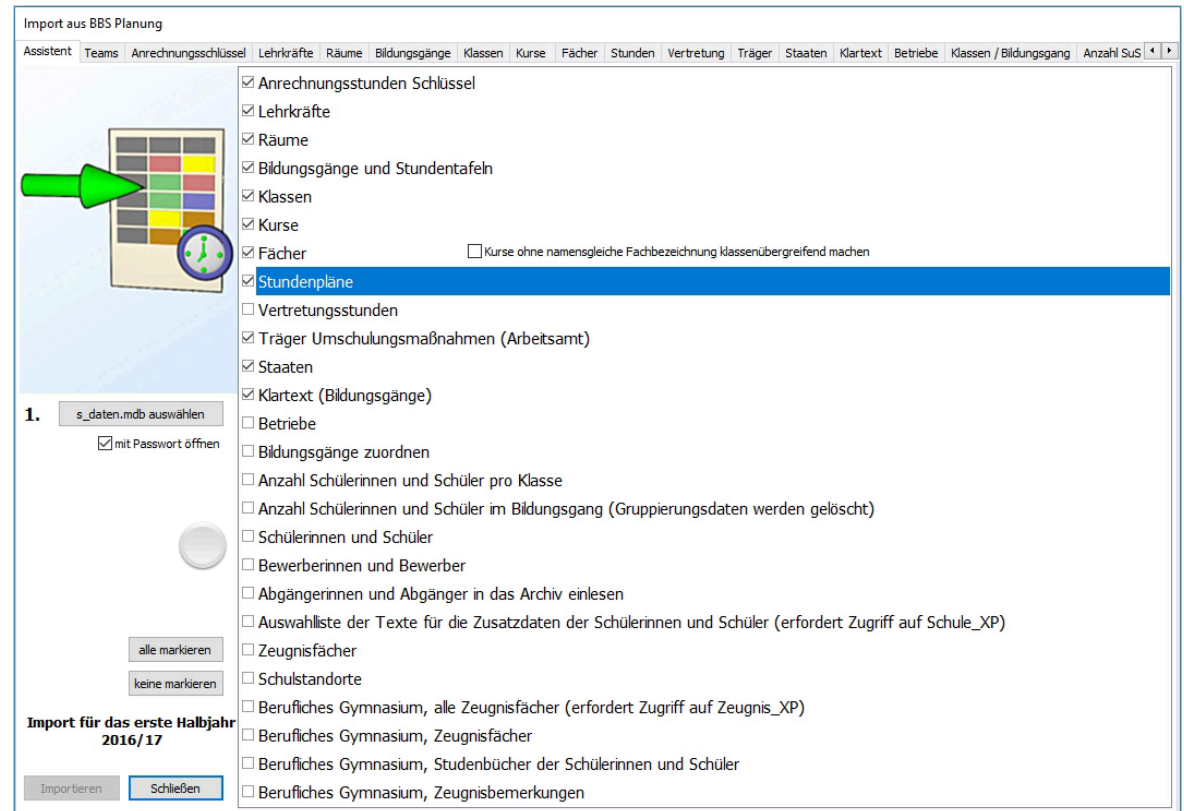 Import aus BBS Planung
Assistent Teams Anrechnungsschlüssel Lehrkräfte Räume Bildungsgänge Klassen Kurse Fächer Stunden Vertretung Träger Staaten Klartext Betriebe Klassen / Bildungsgang Anzahl SuS
Anrechnungsstunden Schlüssel
Lehrkräfte
Räume
Bildungsgänge und Stundentafeln
Klassen
Kurse
Fächer Kurse ohne namensgleiche Fachbezeichnung klassenübergreifend machen
Stundenpläne
Vertretungsstunden
Träger Umschulungsmaßnahmen (Arbeitsamt)
Staaten
Klartext (Bildungsgänge)
Betriebe
Bildungsgänge zuordnen
Anzahl Schülerinnen und Schüler pro Klasse
Anzahl Schülerinnen und Schüler im Bildungsgang (Gruppierungsdaten werden gelöscht)
Schülerinnen und Schüler
Bewerberinnen und Bewerber
Abgängerinnen und Abgänger in das Archiv einlesen
Auswahlliste der Texte für die Zusatzdaten der Schülerinnen und Schüler (erfordert Zugriff auf Schule_XP)
Zeugnisfächer
Schulstandorte
Berufliches Gymnasium, alle Zeugnisfächer (erfordert Zugriff auf Zeugnis_XP)
Berufliches Gymnasium, Zeugnisfächer
Berufliches Gymnasium, Studenbücher der Schülerinnen und Schüler
Berufliches Gymnasium, Zeugnisbemerkungen
1. s_daten.mdb auswählen
mit Passwort öffnen
alle markieren
keine markieren
Import für das erste Halbjahr
2016/17
Importieren Schließen